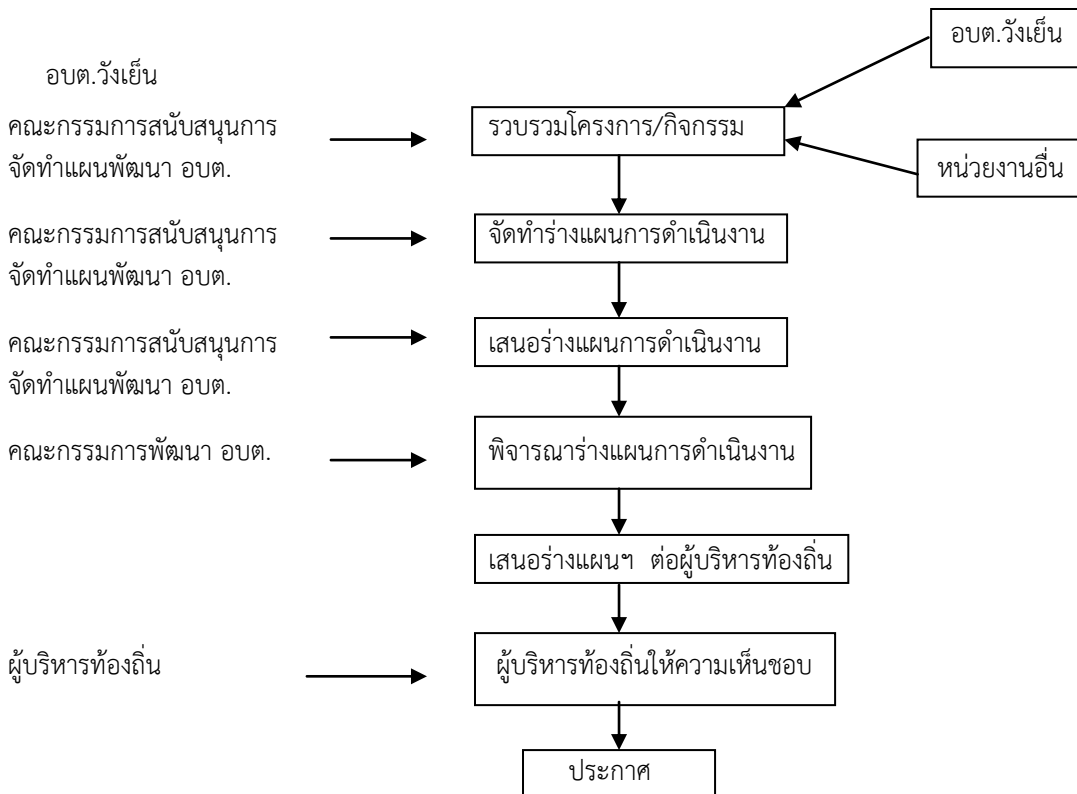 อบต.วังเย็น
อบต.วังเย็น
คณะกรรมการสนับสนุนการ
จัดทำแผนพัฒนา อบต.
รวบรวมโครงการ/กิจกรรม
หน่วยงานอื่น
คณะกรรมการสนับสนุนการ
จัดทำแผนพัฒนา อบต.
จัดทำร่างแผนการดำเนินงาน
คณะกรรมการสนับสนุนการ
จัดทำแผนพัฒนา อบต.
เสนอร่างแผนการดำเนินงาน
คณะกรรมการพัฒนา อบต.
พิจารณาร่างแผนการดำเนินงาน
เสนอร่างแผนฯ ต่อผู้บริหารท้องถิ่น
ผู้บริหารท้องถิ่น
ผู้บริหารท้องถิ่นให้ความเห็นชอบ
ประกาศ